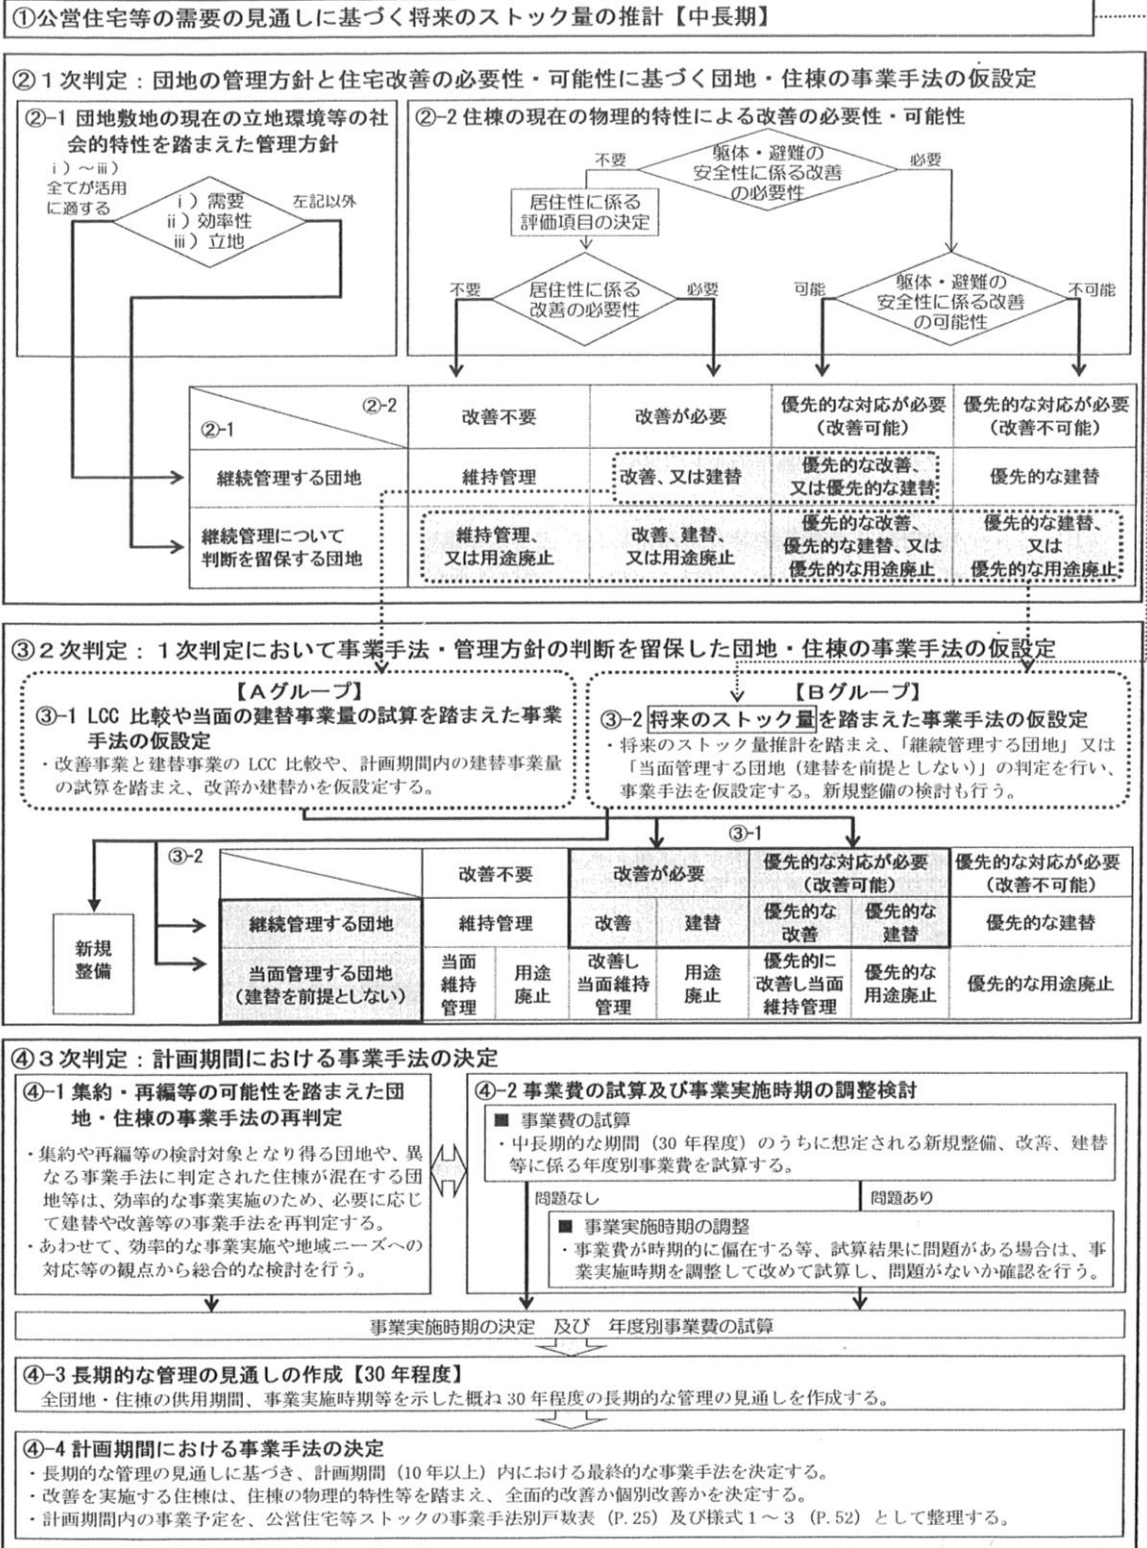 ①公営住宅等の需要の見通しに基づく将来のストック量の推計【中長期】
②１次判定：団地の管理方針と住宅改善の必要性・可能性に基づく団地・住棟の事業手法の仮設定
②-1 団地敷地の現在の立地環境等の社
会的特性を踏まえた管理方針
ⅰ）～ⅲ）
全てが活用
に適する
ⅰ）需要
ⅱ）効率性
ⅲ）立地
左記以外
②-2 住棟の現在の物理的特性による改善の必要性・可能性
不要
躯体・避難の
安全性に係る改善
の必要性
必要
居住性に係る
評価項目の決定
不要
居住性に係る
改善の必要性
必要
可能
躯体・避難の
安全性に係る改善
の可能性
不可能
②-2
②-1
改善不要
改善が必要
優先的な対応が必要
（改善可能）
優先的な対応が必要
（改善不可能）
継続管理する団地
維持管理
改善、又は建替
優先的な改善、
又は優先的な建替
優先的な建替
継続管理について
判断を留保する団地
維持管理、
又は用途廃止
改善、建替、
又は用途廃止
優先的な改善、
優先的な建替、又は
優先的な用途廃止
優先的な建替、
又は
優先的な用途廃止
③２次判定：１次判定において事業手法・管理方針の判断を留保した団地・住棟の事業手法の仮設定
【Ａグループ】
③-1 LCC 比較や当面の建替事業量の試算を踏まえた事業
手法の仮設定
・改善事業と建替事業の LCC 比較や、計画期間内の建替事業量
の試算を踏まえ、改善か建替かを仮設定する。
【Ｂグループ】
③-2 将来のストック量を踏まえた事業手法の仮設定
・将来のストック量推計を踏まえ、「継続管理する団地」又は
「当面管理する団地（建替を前提としない）」の判定を行い、
事業手法を仮設定する。新規整備の検討も行う。
③-1
③-2
新規
整備
改善不要
改善が必要
優先的な対応が必要
（改善可能）
優先的な対応が必要
（改善不可能）
継続管理する団地
維持管理
改善
建替
優先的な
改善
優先的な
建替
優先的な建替
当面管理する団地
（建替を前提としない）
当面
維持
管理
用途
廃止
改善し
当面維持
管理
用途
廃止
優先的に
改善し当面
維持管理
優先的な
用途廃止
優先的な用途廃止
④３次判定：計画期間における事業手法の決定
④-1 集約・再編等の可能性を踏まえた団
地・住棟の事業手法の再判定
・集約や再編等の検討対象となり得る団地や、異
なる事業手法に判定された住棟が混在する団
地等は、効率的な事業実施のため、必要に応じ
て建替や改善等の事業手法を再判定する。
・あわせて、効率的な事業実施や地域ニーズへの
対応等の観点から総合的な検討を行う。
④-2 事業費の試算及び事業実施時期の調整検討
■ 事業費の試算
・中長期的な期間（30 年程度）のうちに想定される新規整備、改善、建替
等に係る年度別事業費を試算する。
問題なし
問題あり
■ 事業実施時期の調整
・事業費が時期的に偏在する等、試算結果に問題がある場合は、事
業実施時期を調整して改めて試算し、問題がないか確認を行う。
事業実施時期の決定　及び　年度別事業費の試算
④-3 長期的な管理の見通しの作成【30 年程度】
全団地・住棟の供用期間、事業実施時期等を示した概ね 30 年程度の長期的な管理の見通しを作成する。
④-4 計画期間における事業手法の決定
・長期的な管理の見通しに基づき、計画期間（10 年以上）内における最終的な事業手法を決定する。
・改善を実施する住棟は、住棟の物理的特性等を踏まえ、全面的改善か個別改善かを決定する。
・計画期間内の事業予定を、公営住宅等ストックの事業手法別戸数表（P.25）及び様式１～３（P.52）として整理する。